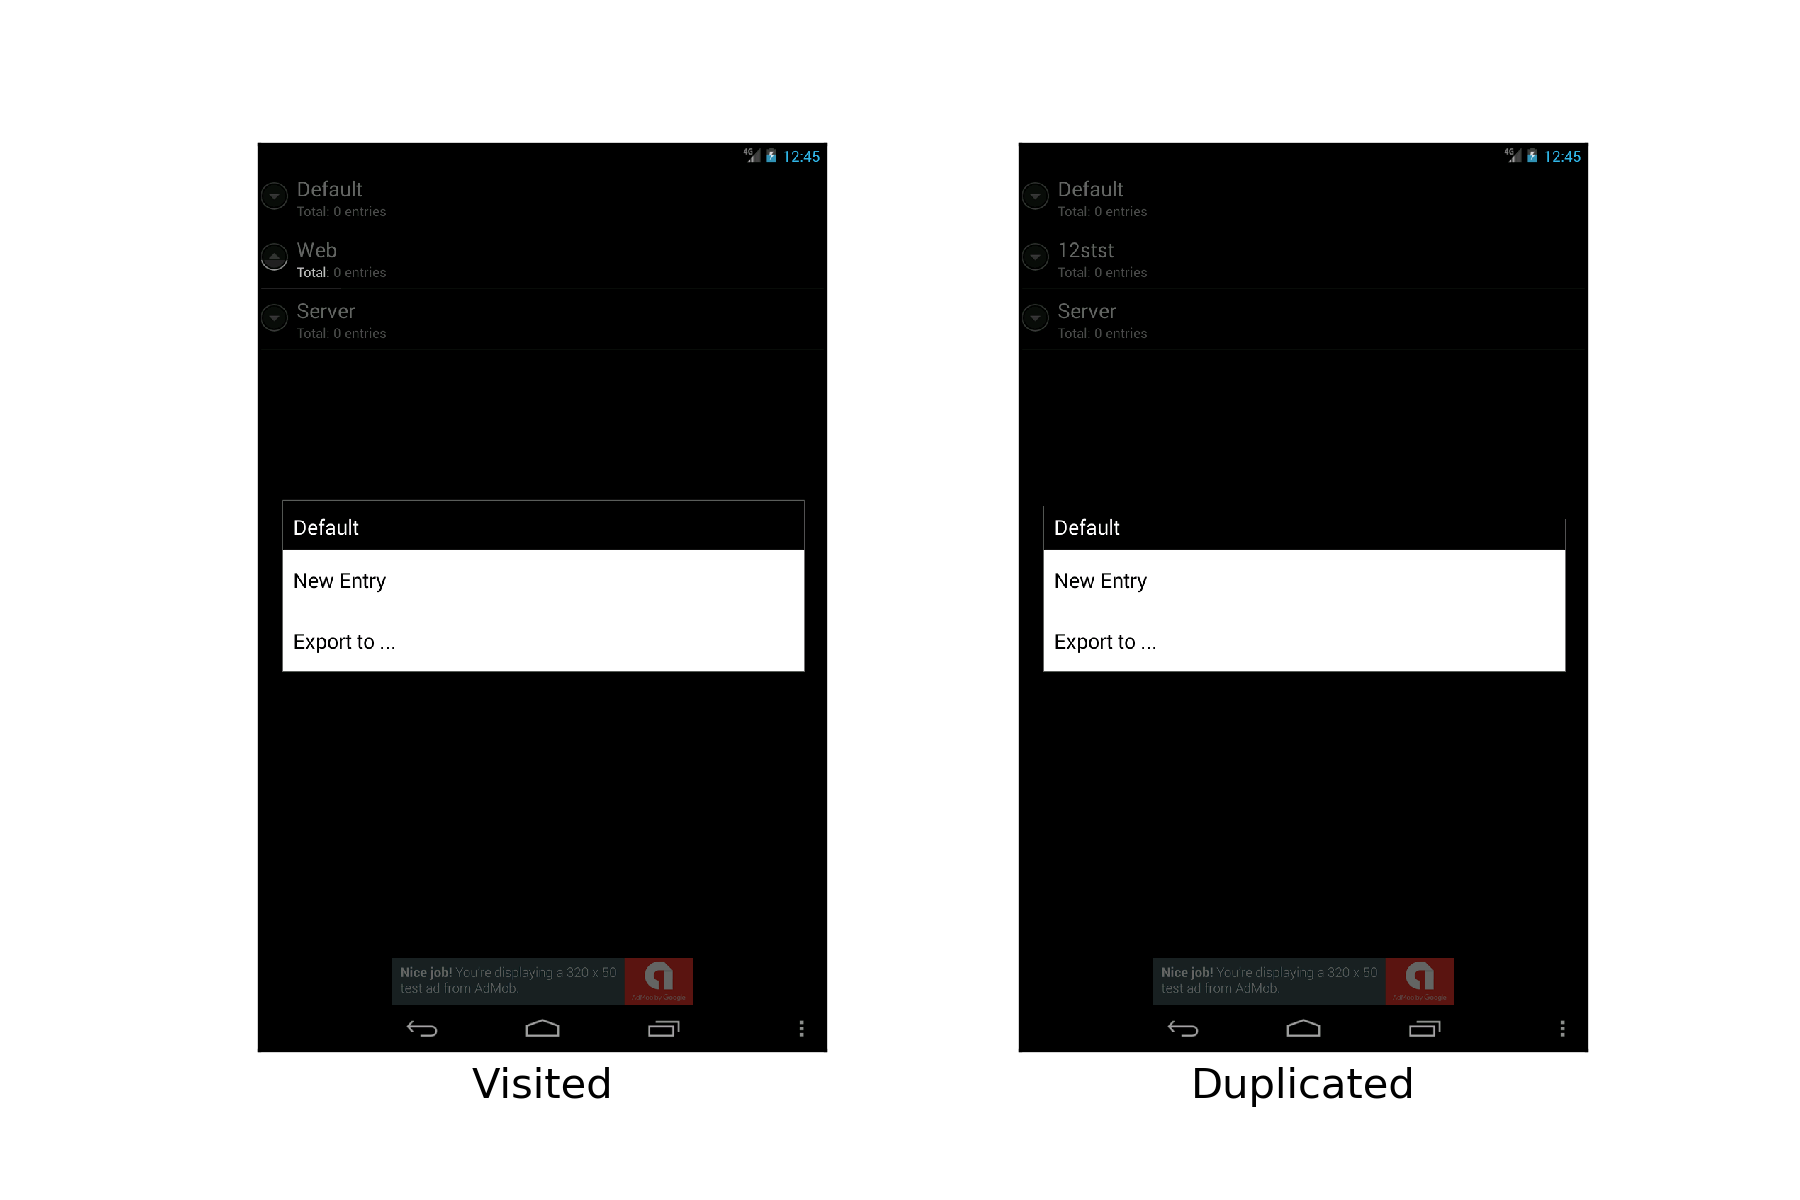 4G 12:45
Default
Total: 0 entries
Web
Total: 0 entries
Server
Total: 0 entries
Default
New Entry
Export to ...
Nice job! You're displaying a 320 x 50
test ad from AdMob.
AdMob by Google
Visited
4G 12:45
Default
Total: 0 entries
12stst
Total: 0 entries
Server
Total: 0 entries
Default
New Entry
Export to ...
Nice job! You're displaying a 320 x 50
test ad from AdMob.
AdMob by Google
Duplicated